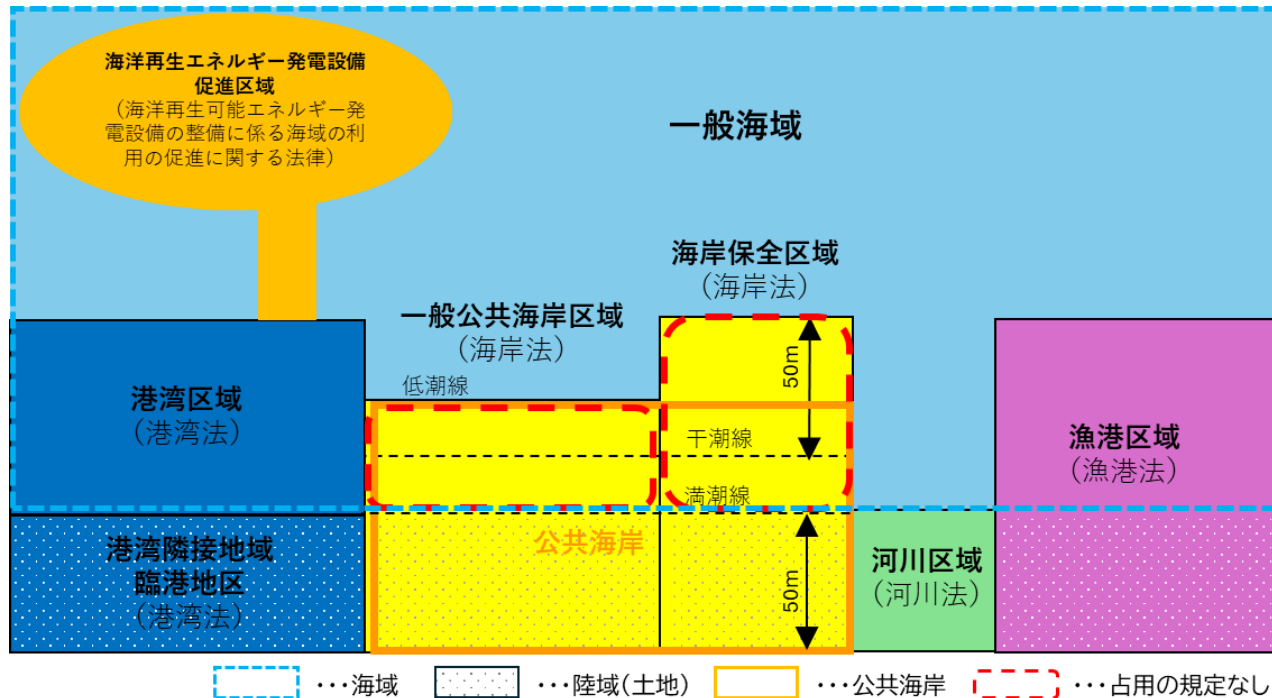 海洋再生エネルギー発電設備
促進区域
（海洋再生可能エネルギー発
電設備の整備に係る海域の利
用の促進に関する法律）
一般海域
海岸保全区域
（海岸法）
一般公共海岸区域
（海岸法）
低潮線
50m
港湾区域
（港湾法）
干潮線
漁港区域
（漁港法）
満潮線
公共海岸
港湾隣接地域
臨港地区
（港湾法）
50m
河川区域
（河川法）
･･･海域
･･･陸域(土地)
･･･公共海岸
･･･占用の規定なし